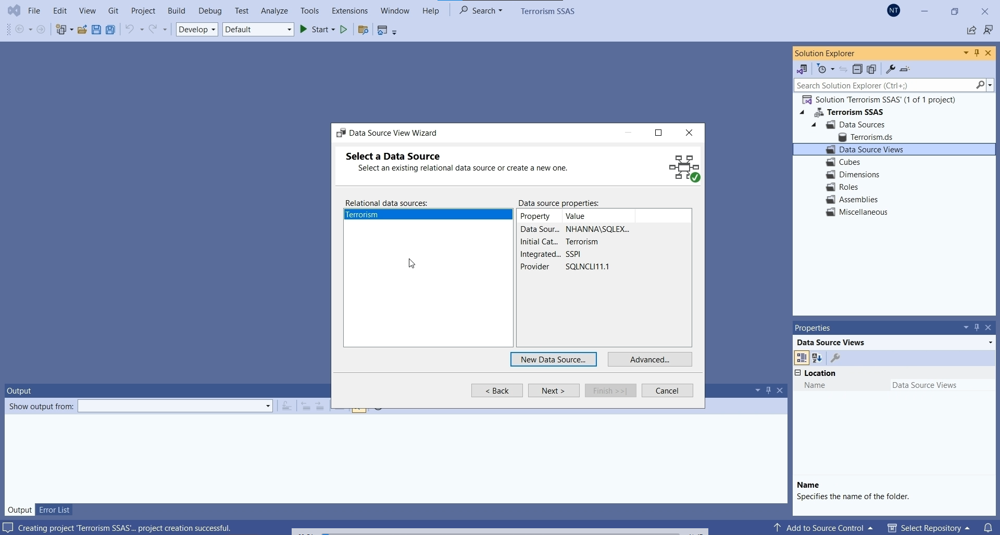 File Edit View Git Project Build Debug Test Analyze Tools Extensions Window Help Search Terrorism SSAS NT
Develop Default Start
Solution Explorer
Search Solution Explorer (Ctrl+;)
Solution 'Terrorism SSAS' (1 of 1 project)
Terrorism SSAS
Data Sources
Terrorism.ds
Data Source Views
Cubes
Dimensions
Roles
Assemblies
Miscellaneous
Data Source View Wizard
Select a Data Source
Select an existing relational data source or create a new one.
Relational data sources:
Terrorism
Data source properties:
Property Value
Data Sour... NHANNA\SQLEX...
Initial Cat... Terrorism
Integrated... SSPI
Provider SQLNCLI11.1
New Data Source... Advanced...
< Back Next > Finish >>| Cancel
Properties
Data Source Views
Location
Name Data Source Views
Name
Specifies the name of the folder.
Output
Show output from:
Output Error List
Creating project 'Terrorism SSAS'... project creation successful.
Add to Source Control Select Repository